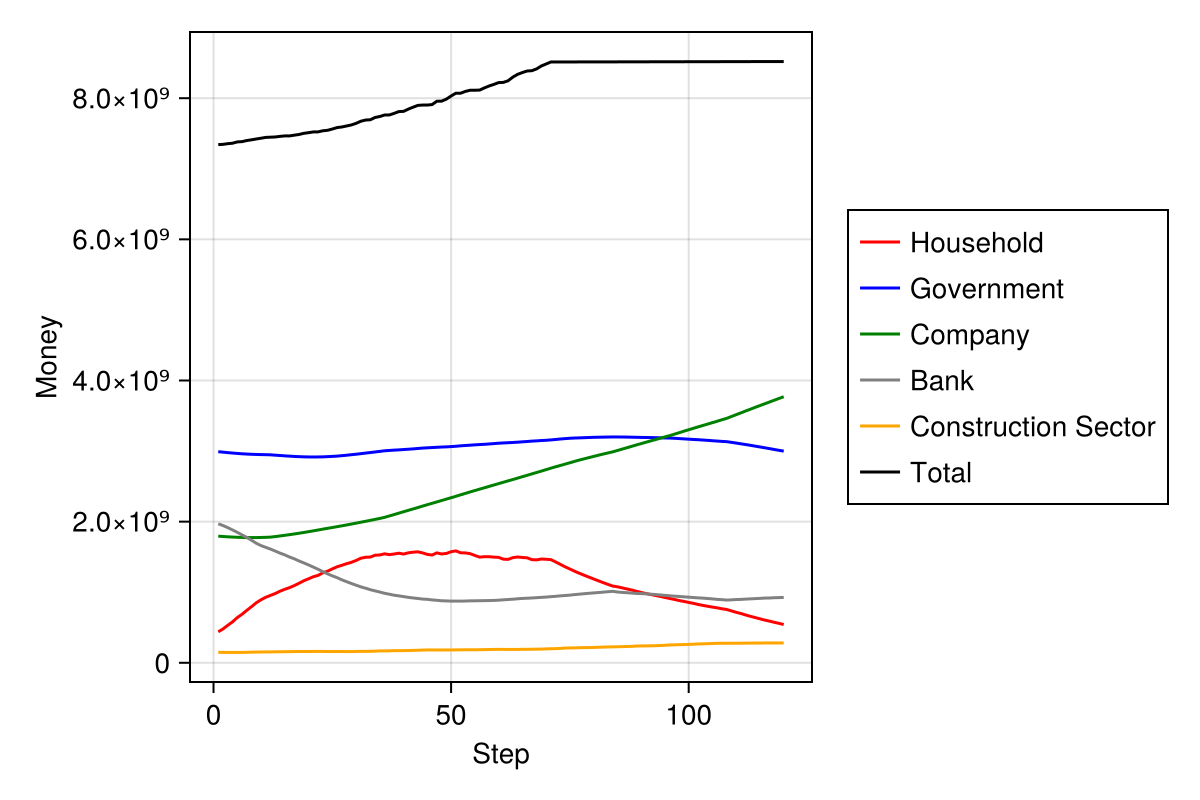 8.0×10⁹
6.0×10⁹
4.0×10⁹
2.0×10⁹
0
Money
0 50 100
Step
Household
Government
Company
Bank
Construction Sector
Total